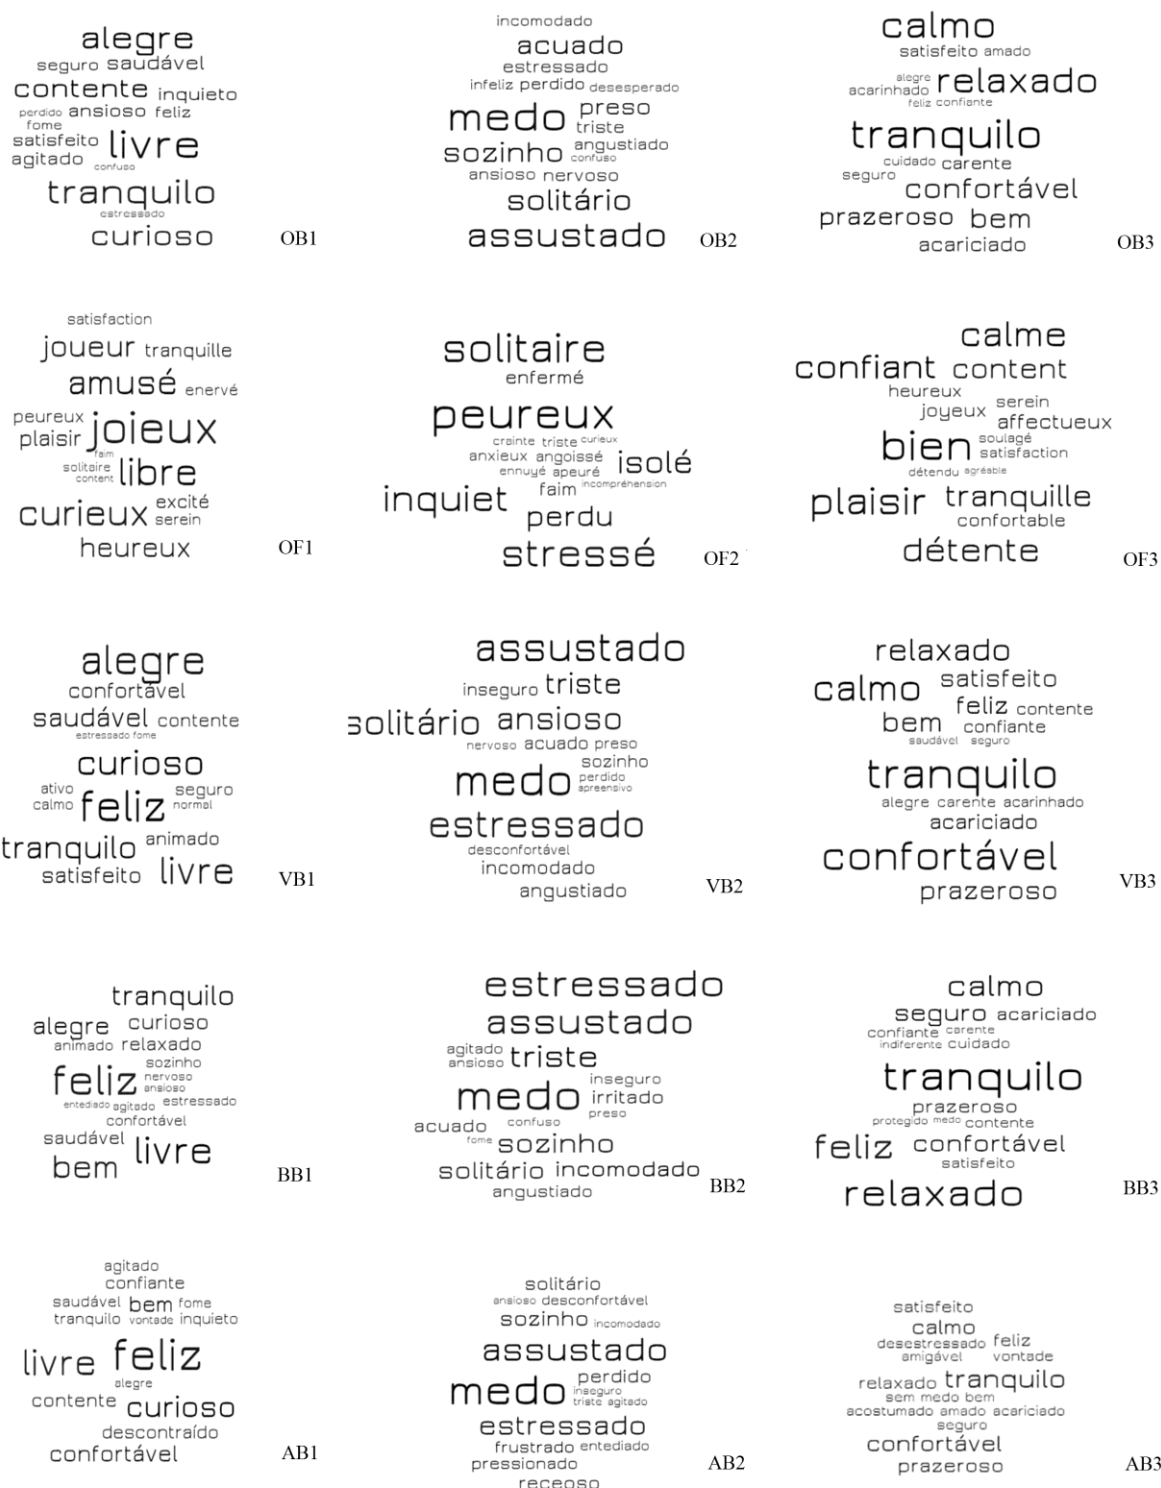 alegre
seguro saudável
contente inquieto
perdido ansioso feliz
fome
satisfeito livre
agitado confuso
tranquilo
estressado
curioso
OB1
incomodado
acuado
estressado
infeliz perdido desesperado
medo preso
triste
sozinho angustiado
confuso
ansioso nervoso
solitário
assustado
OB2
calmo
satisfeito amado
alegre relaxado
acarinhado
feliz confiante
tranquilo
cuidado carente
seguro
confortável
prazeroso bem
acariciado
OB3
satisfaction
joueur tranquille
amusé enervé
peureux joieux
plaisir
faim
solitaire libre
content
curieux excité
serein
heureux
OF1
solitaire
enfermé
peureux
crainte triste curieux
anxieux angoissé isolé
ennuyé apeuré
inquiet faim incompréhension
perdu
stressé
OF2
calme
confiant content
heureux
joyeux serein
affectueux
bien soulagé
satisfaction
détendu agréable
plaisir tranquille
confortable
détente
OF3
alegre
confortável
saudável contente
estressado fome
curioso
ativo feliz seguro
calmo normal
tranquilo animado
satisfeito livre
VB1
assustado
inseguro triste
solitário ansioso
nervoso acuado preso
sozinho
medo perdido
apreensivo
estressado
desconfortável
incomodado
angustiado
VB2
relaxado
calmo satisfeito
feliz contente
bem confiante
saudável seguro
tranquilo
alegre carente acarinhado
acariciado
confortável
prazeroso
VB3
tranquilo
alegre curioso
animado relaxado
feliz sozinho
nervoso
ansioso
entediado agitado estressado
confortável
saudável livre
bem
BB1
estressado
assustado
agitado triste
ansioso
medo inseguro
irritado
preso
acuado confuso
fome sozinho
solitário incomodado
angustiado
BB2
calmo
seguro acariciado
confiante carente
indiferente cuidado
tranquilo
prazeroso
protegido medo contente
feliz confortável
satisfeito
relaxado
BB3
agitado
confiante
saudável bem fome
tranquilo vontade inquieto
livre feliz
alegre
contente curioso
descontraído
confortável
AB1
solitário
ansioso desconfortável
sozinho incomodado
assustado
medo perdido
inseguro
triste agitado
estressado
frustrado entediado
pressionado
receoso
AB2
satisfeito
calmo
desestressado feliz
amigável vontade
relaxado tranquilo
sem medo bem
acostumado amado acariciado
seguro
confortável
prazeroso
AB3